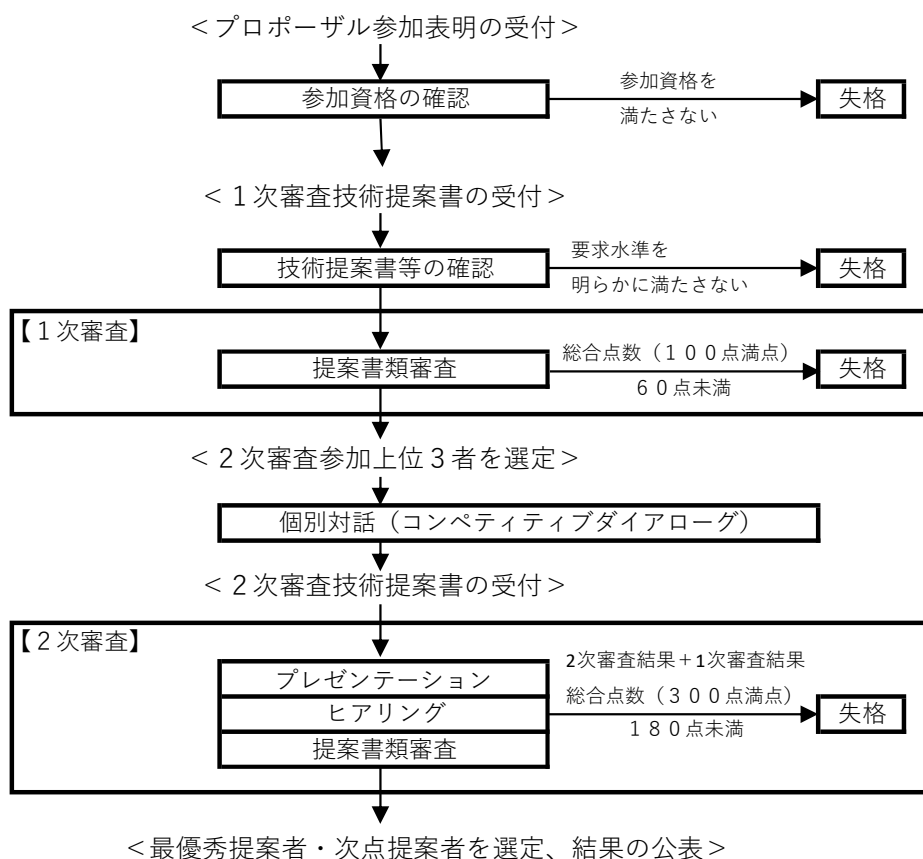 ＜プロポーザル参加表明の受付＞
参加資格の確認
参加資格を
満たさない
失格
＜１次審査技術提案書の受付＞
技術提案書等の確認
要求水準を
明らかに満たさない
失格
【１次審査】
提案書類審査
総合点数（１００点満点）
６０点未満
失格
＜２次審査参加上位３者を選定＞
個別対話（コンペティティブダイアローグ）
＜２次審査技術提案書の受付＞
【２次審査】
プレゼンテーション
ヒアリング
提案書類審査
2次審査結果＋1次審査結果
総合点数（３００点満点）
１８０点未満
失格
＜最優秀提案者・次点提案者を選定、結果の公表＞